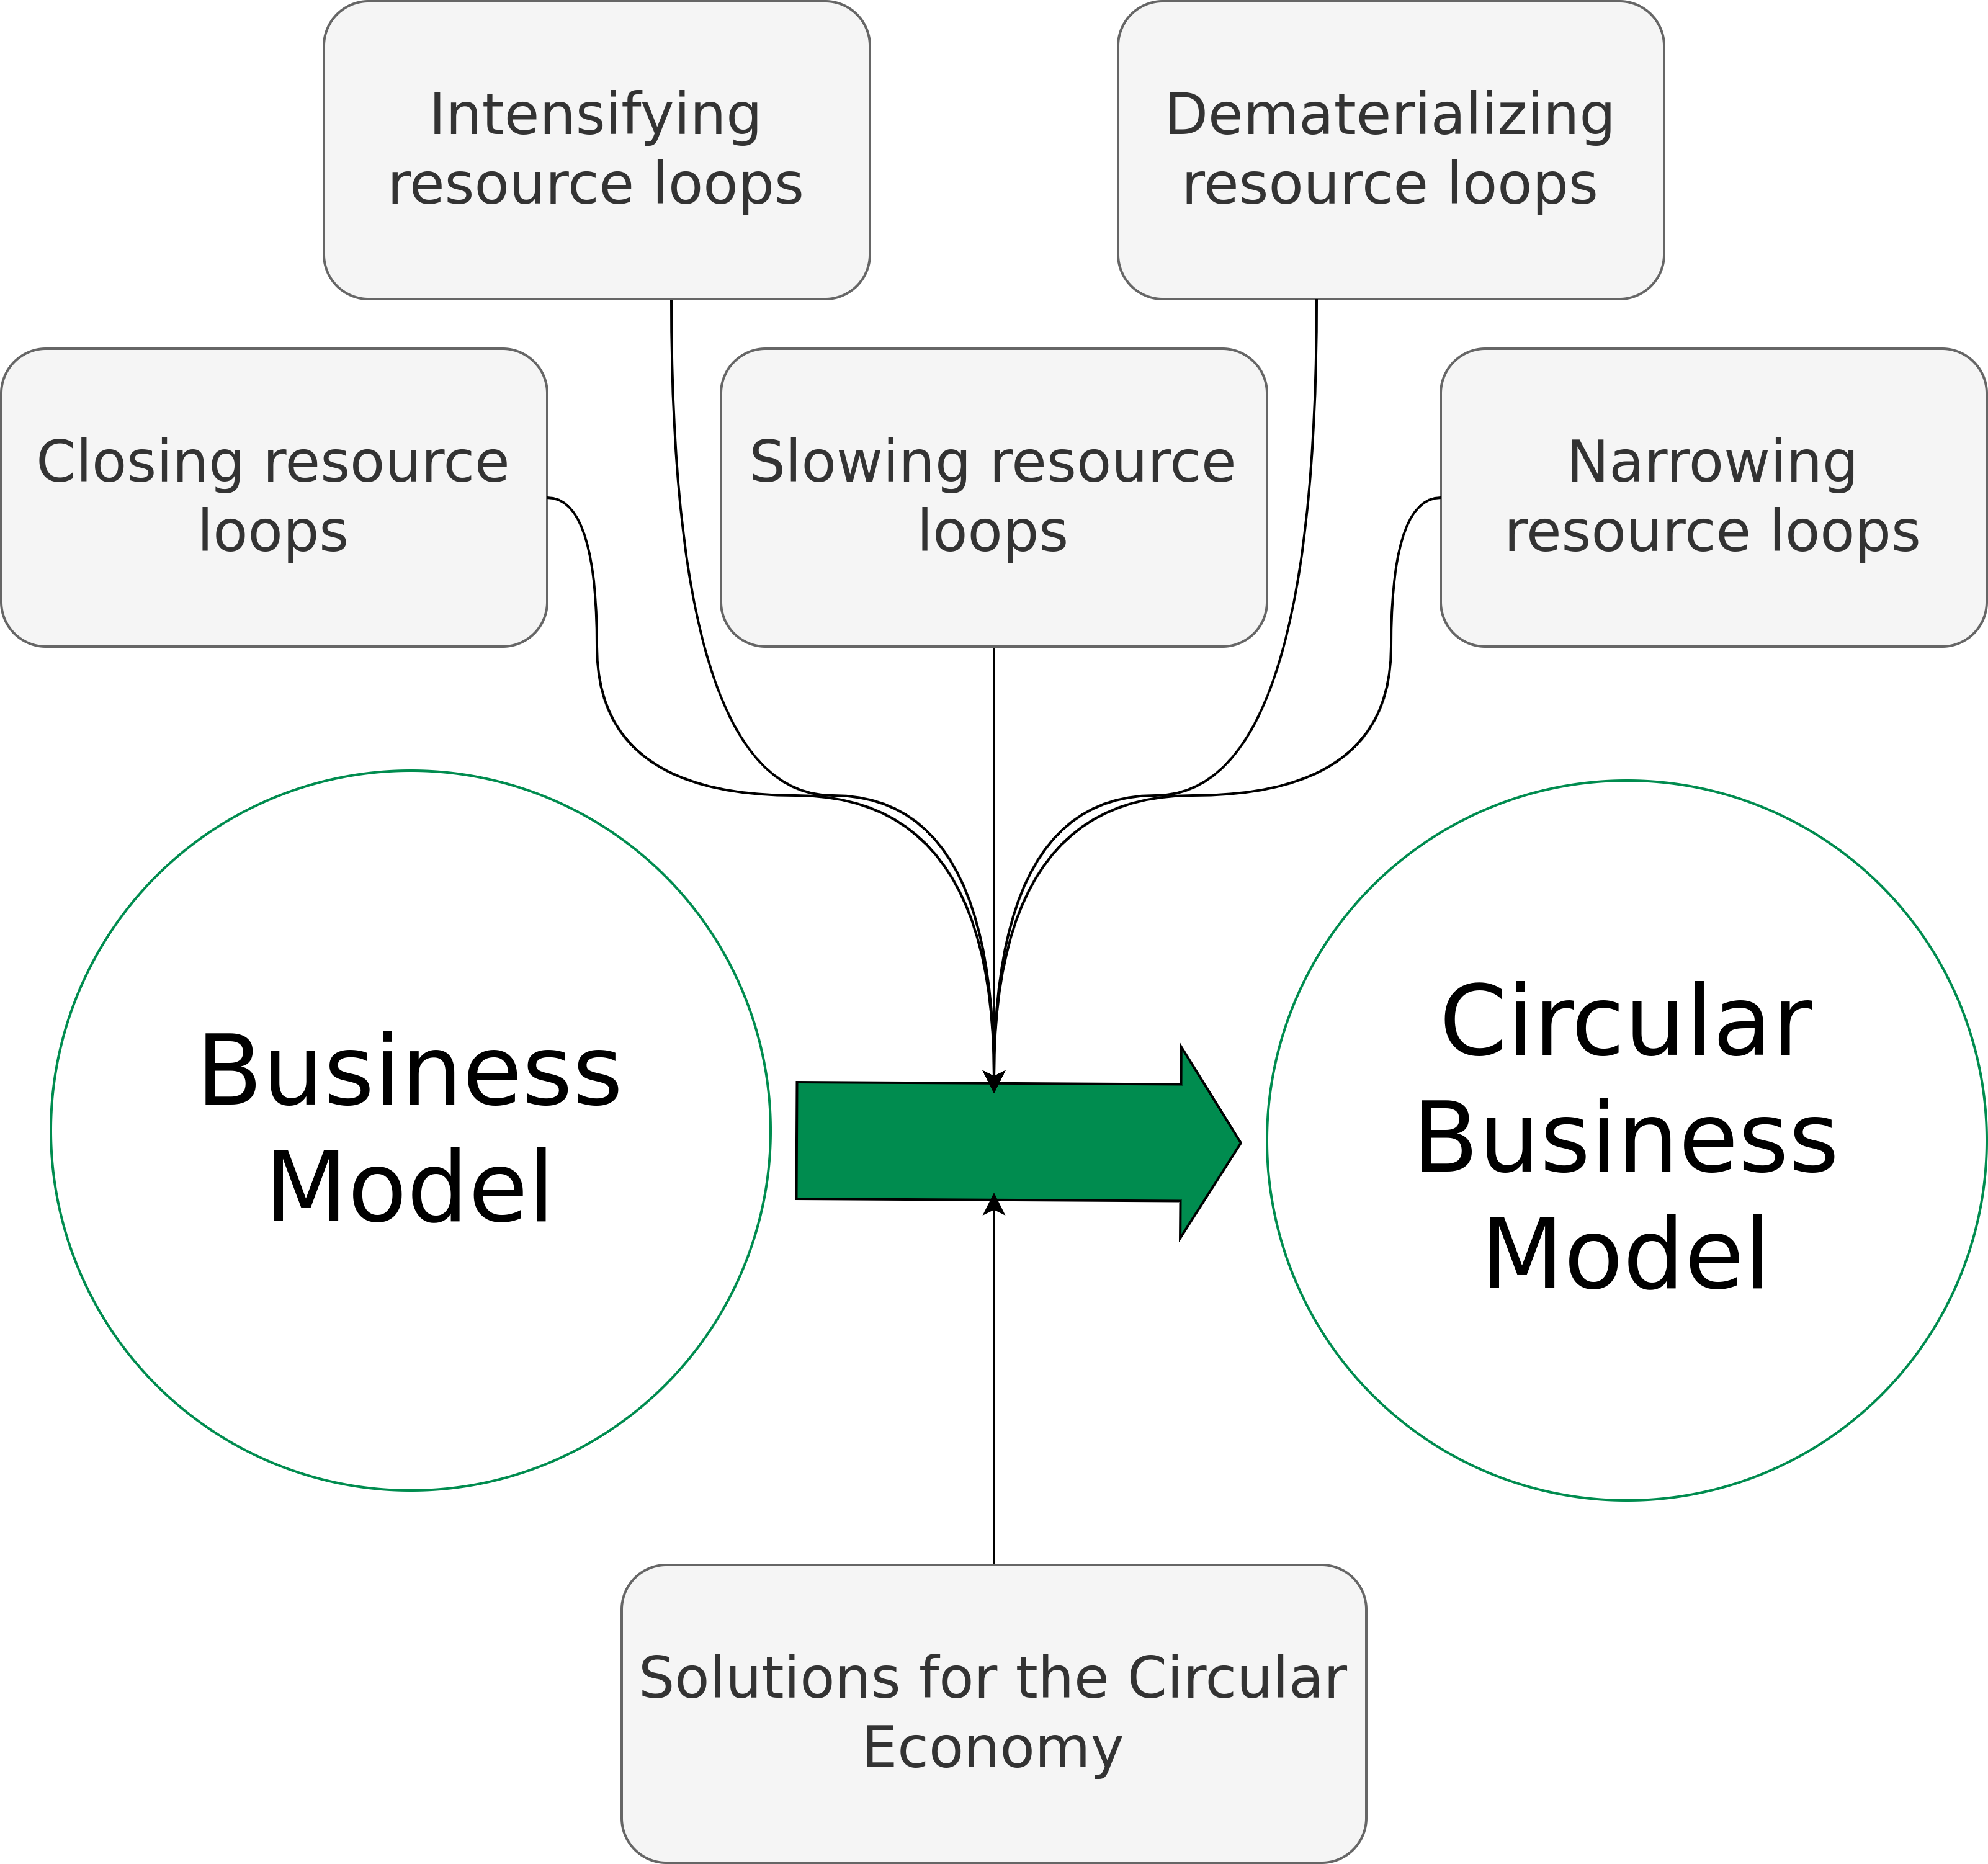 Intensifying
resource loops
Dematerializing
resource loops
Closing resource
loops
Slowing resource
loops
Narrowing
resource loops
Business
Model
Circular
Business
Model
Solutions for the Circular
Economy